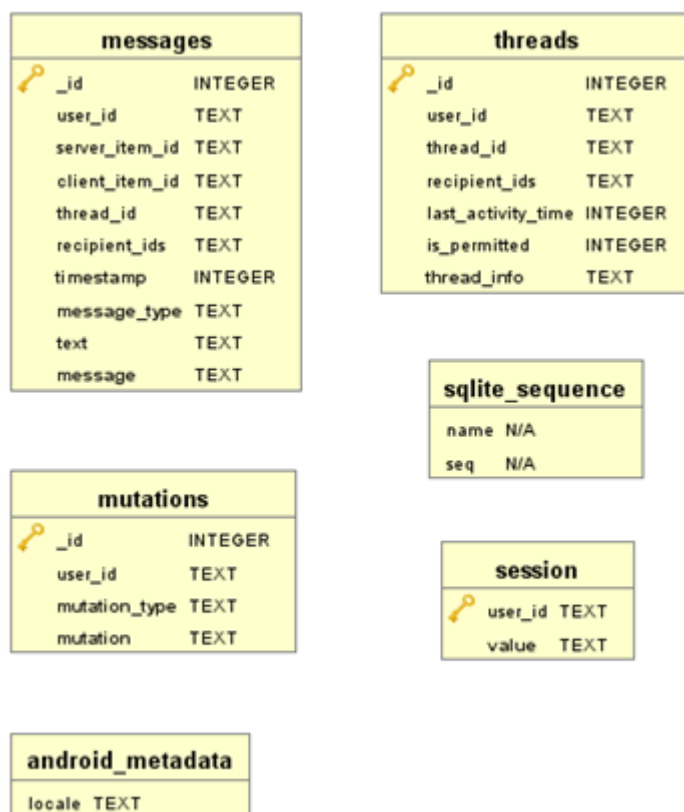 messages
_id INTEGER
user_id TEXT
server_item_id TEXT
client_item_id TEXT
thread_id TEXT
recipient_ids TEXT
timestamp INTEGER
message_type TEXT
text TEXT
message TEXT
threads
_id INTEGER
user_id TEXT
thread_id TEXT
recipient_ids TEXT
last_activity_time INTEGER
is_permitted INTEGER
thread_info TEXT
sqlite_sequence
name N/A
seq N/A
mutations
_id INTEGER
user_id TEXT
mutation_type TEXT
mutation TEXT
session
user_id TEXT
value TEXT
android_metadata
locale TEXT